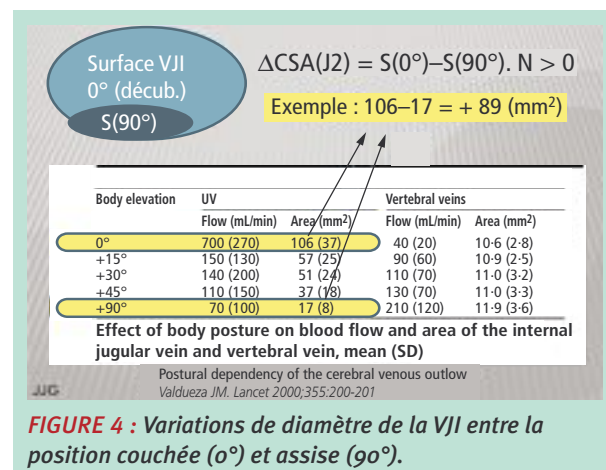 Surface VJI
0° (décub.)
S(90°)
ΔCSA(J2) = S(0°)–S(90°). N > 0
Exemple : 106–17 = + 89 (mm²)
Body elevation UV Vertebral veins
Flow (mL/min) Area (mm²) Flow (mL/min) Area (mm²)
0° 700 (270) 106 (37) 40 (20) 10·6 (2·8)
+15° 150 (130) 57 (25) 90 (60) 10·9 (2·5)
+30° 140 (200) 51 (24) 110 (70) 11·0 (3·2)
+45° 110 (150) 37 (18) 130 (70) 11·0 (3·3)
+90° 70 (100) 17 (8) 210 (120) 11·9 (3·6)
Effect of body posture on blood flow and area of the internal
jugular vein and vertebral vein, mean (SD)
Postural dependency of the cerebral venous outlow
Valdueza JM. Lancet 2000;355:200-201
JJG
FIGURE 4 : Variations de diamètre de la VJI entre la
position couchée (0°) et assise (90°).